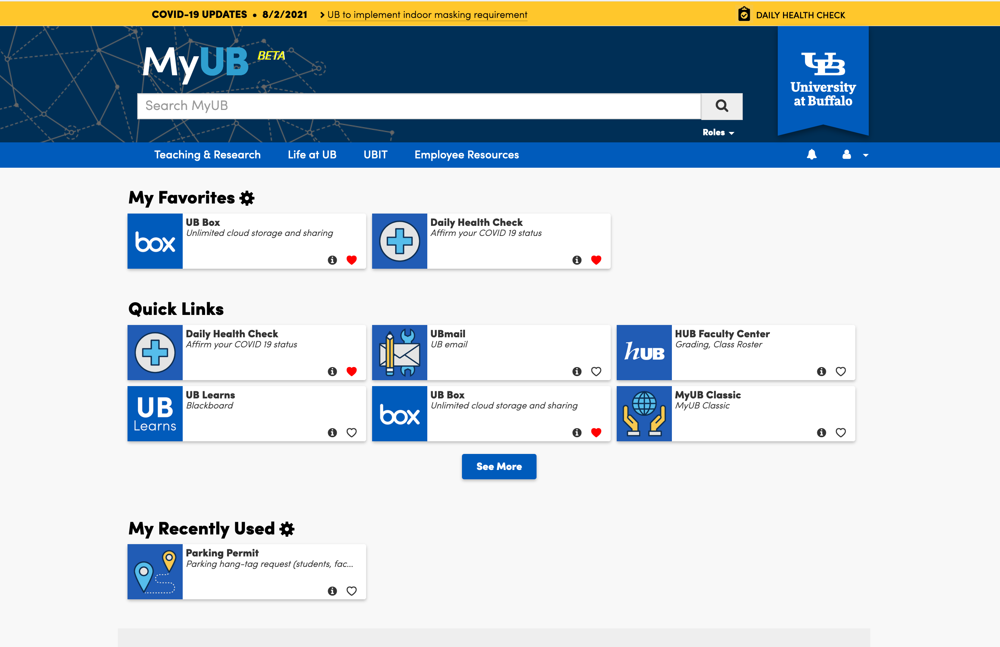 COVID-19 UPDATES • 8/2/2021 > UB to implement indoor masking requirement
DAILY HEALTH CHECK
MyUB BETA
UB
University
at Buffalo
Search MyUB
Roles
Teaching & Research
Life at UB
UBIT
Employee Resources
My Favorites
box
UB Box
Unlimited cloud storage and sharing
Daily Health Check
Affirm your COVID 19 status
Quick Links
Daily Health Check
Affirm your COVID 19 status
UBmail
UB email
hUB
HUB Faculty Center
Grading, Class Roster
UB
Learns
UB Learns
Blackboard
box
UB Box
Unlimited cloud storage and sharing
MyUB Classic
MyUB Classic
See More
My Recently Used
Parking Permit
Parking hang-tag request (students, fac...